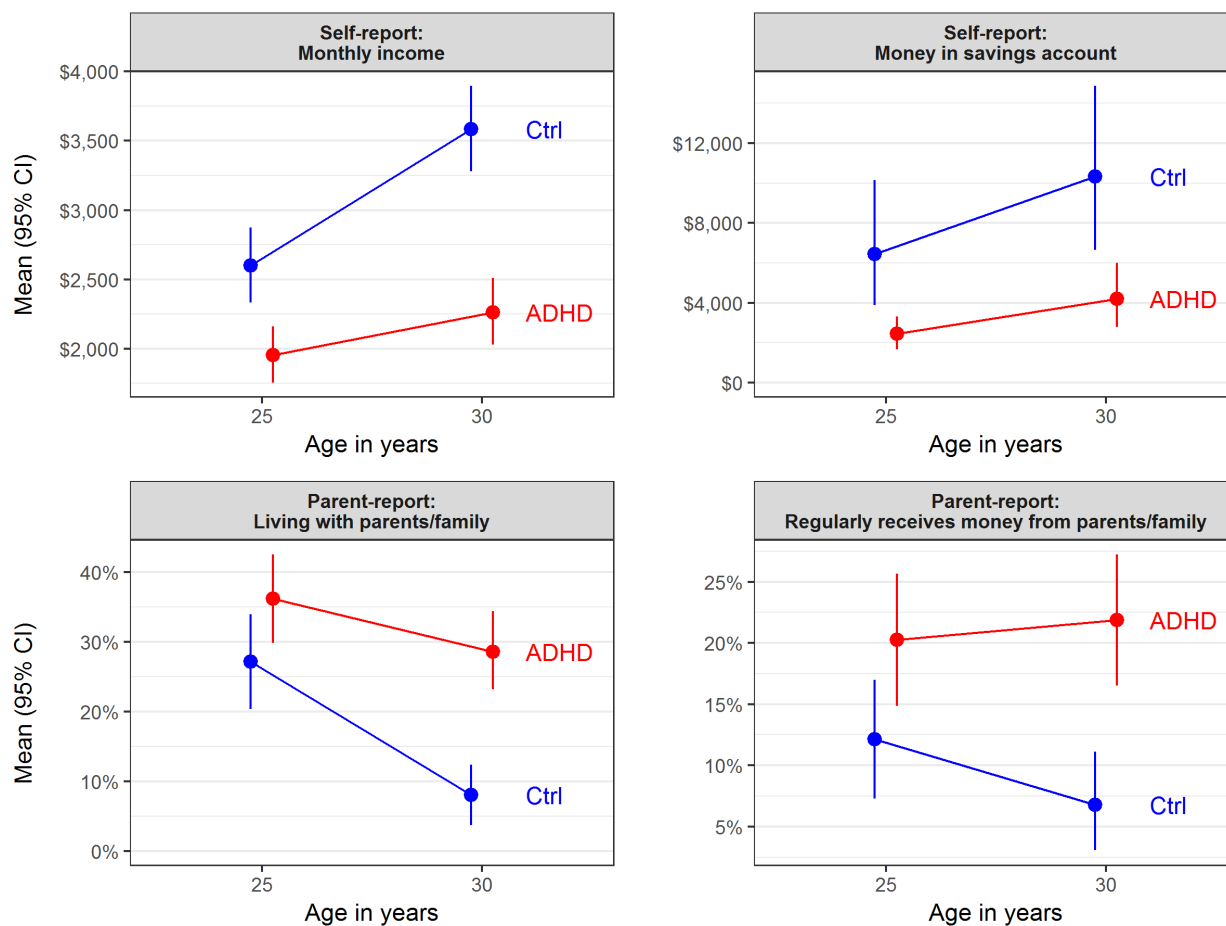 Self-report:
Monthly income
$4,000
$3,500
$3,000
$2,500
$2,000
Mean (95% CI)
Ctrl
ADHD
25
30
Age in years
Self-report:
Money in savings account
$12,000
$8,000
$4,000
$0
Ctrl
ADHD
25
30
Age in years
Parent-report:
Living with parents/family
40%
30%
20%
10%
0%
Mean (95% CI)
ADHD
Ctrl
25
30
Age in years
Parent-report:
Regularly receives money from parents/family
25%
20%
15%
10%
5%
ADHD
Ctrl
25
30
Age in years